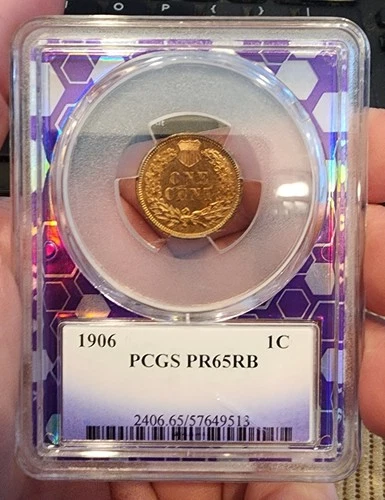 O P { }
ONE
CENT
1906 1C
PCGS PR65RB
2406.65/57649513